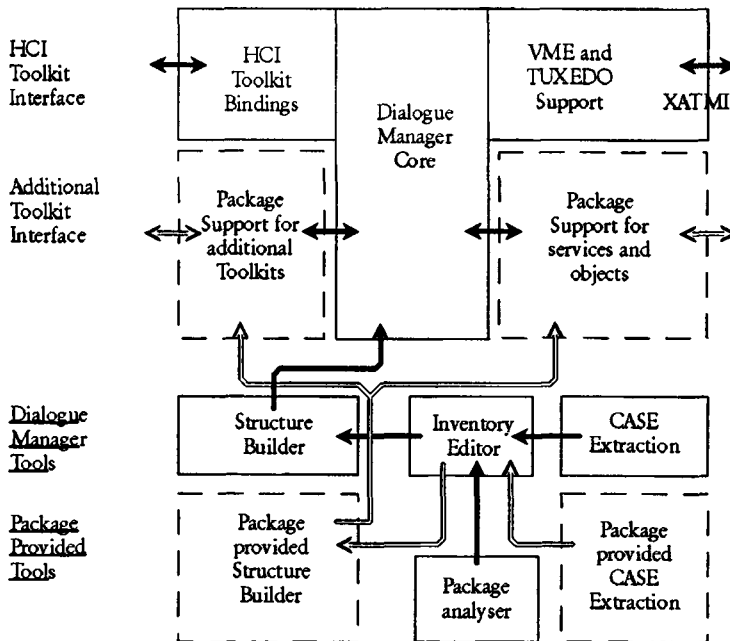 HCI
Toolkit
Interface
HCI
Toolkit
Bindings
Dialogue
Manager
Core
VME and
TUXEDO
Support
XATMI
Additional
Toolkit
Interface
Package
Support for
additional
Toolkits
Package
Support for
services and
objects
Dialogue
Manager
Tools
Structure
Builder
Inventory
Editor
CASE
Extraction
Package
Provided
Tools
Package
provided
Structure
Builder
Package
analyser
Package
provided
CASE
Extraction